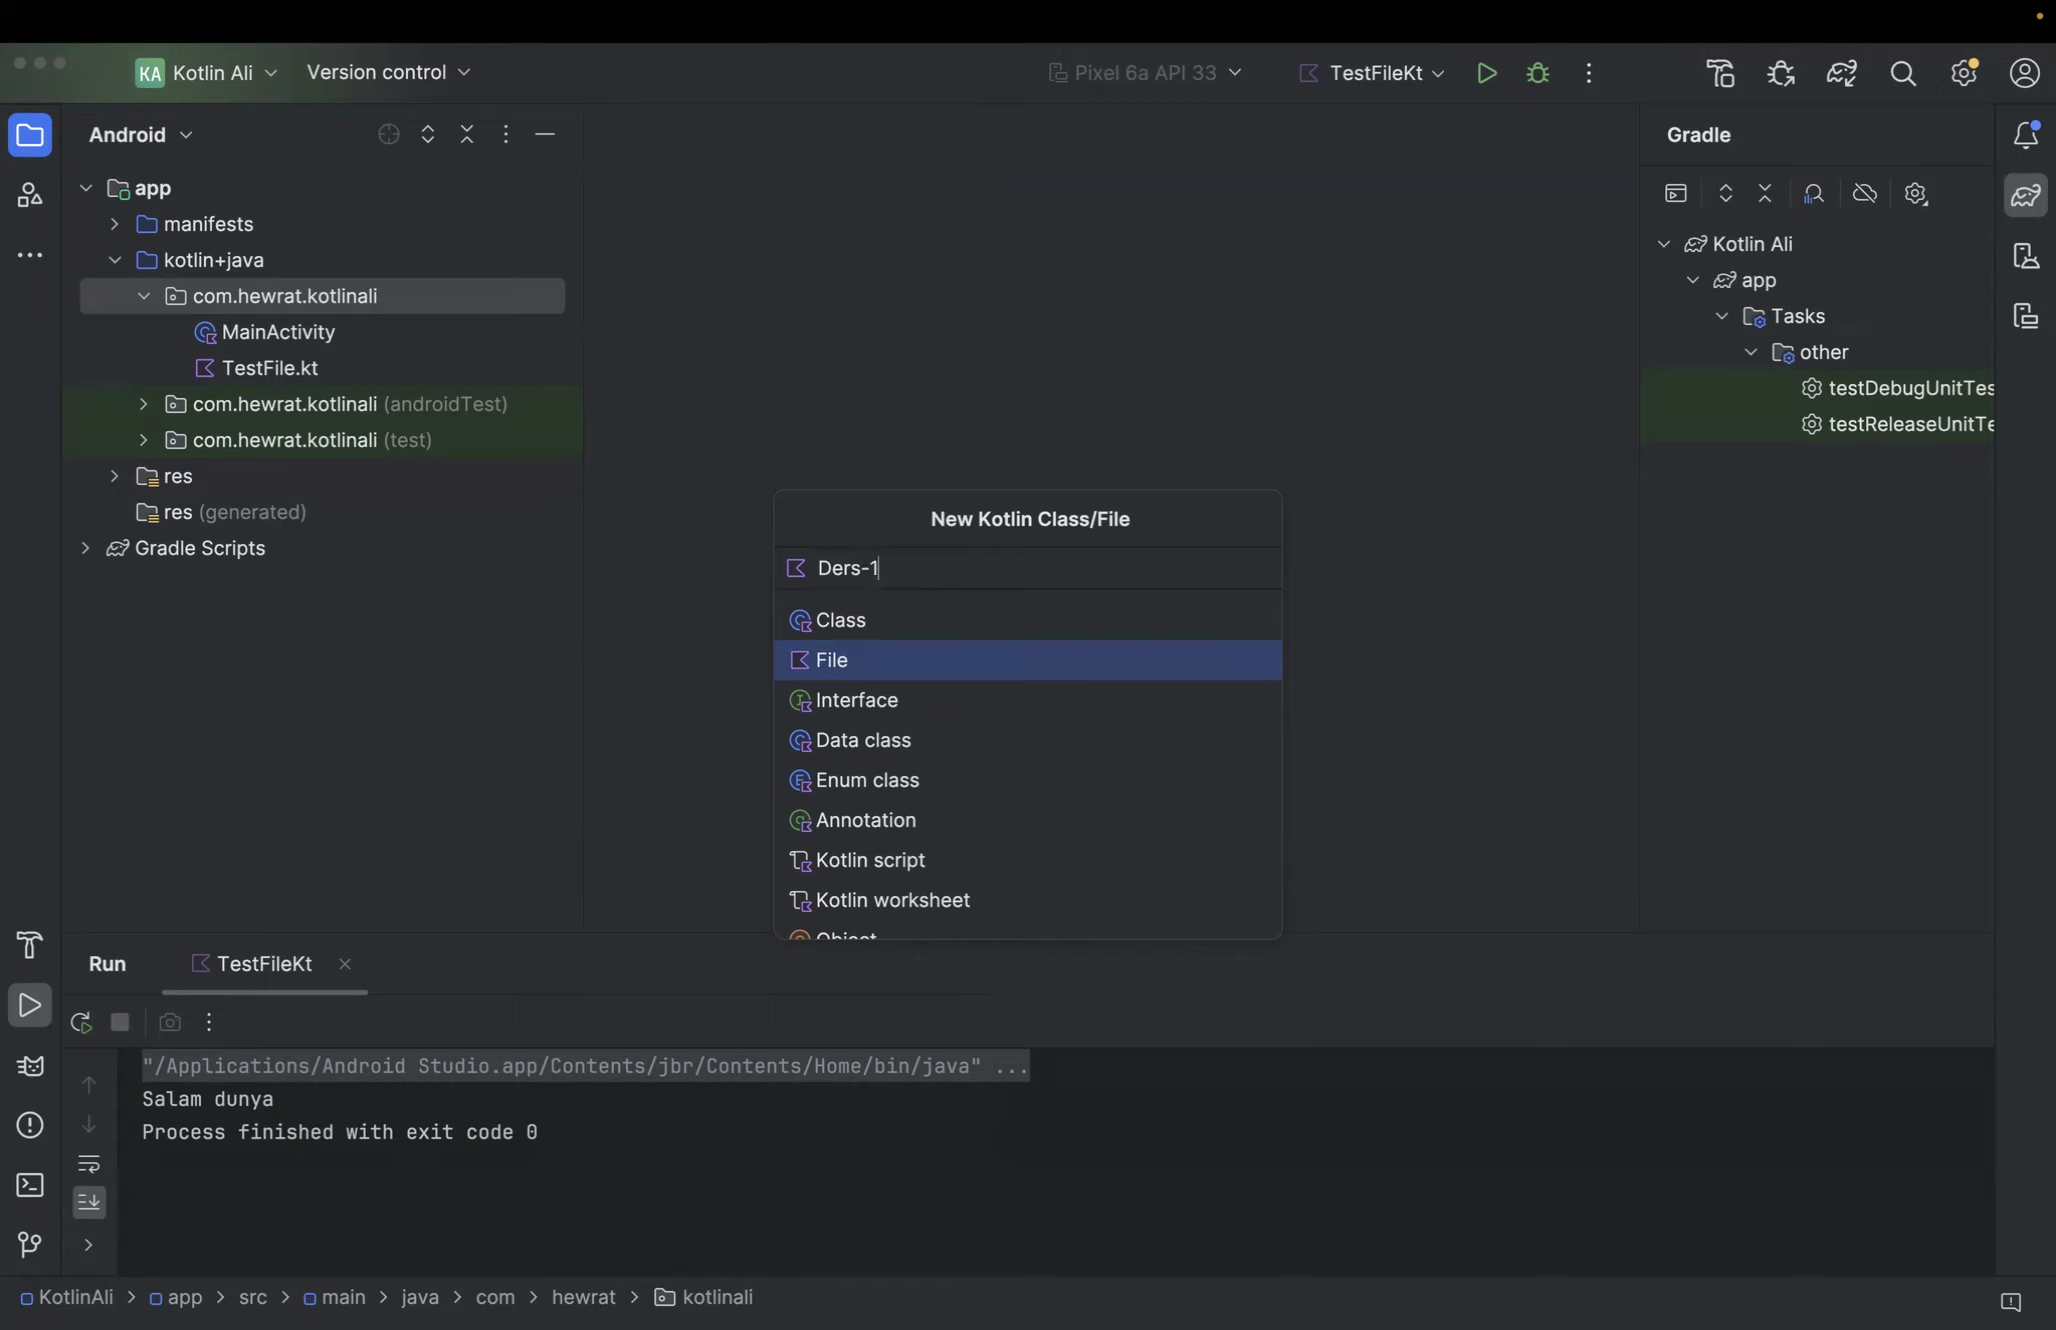 KA Kotlin Ali
Version control
Pixel 6a API 33
TestFileKt
Android
app
manifests
kotlin+java
com.hewrat.kotlinali
MainActivity
TestFile.kt
com.hewrat.kotlinali (androidTest)
com.hewrat.kotlinali (test)
res
res (generated)
Gradle Scripts
New Kotlin Class/File
Ders-1
Class
File
Interface
Data class
Enum class
Annotation
Kotlin script
Kotlin worksheet
Object
Gradle
Kotlin Ali
app
Tasks
other
testDebugUnitTes
testReleaseUnitTe
Run
TestFileKt
"/Applications/Android Studio.app/Contents/jbr/Contents/Home/bin/java" ...
Salam dunya
Process finished with exit code 0
KotlinAli > app > src > main > java > com > hewrat > kotlinali